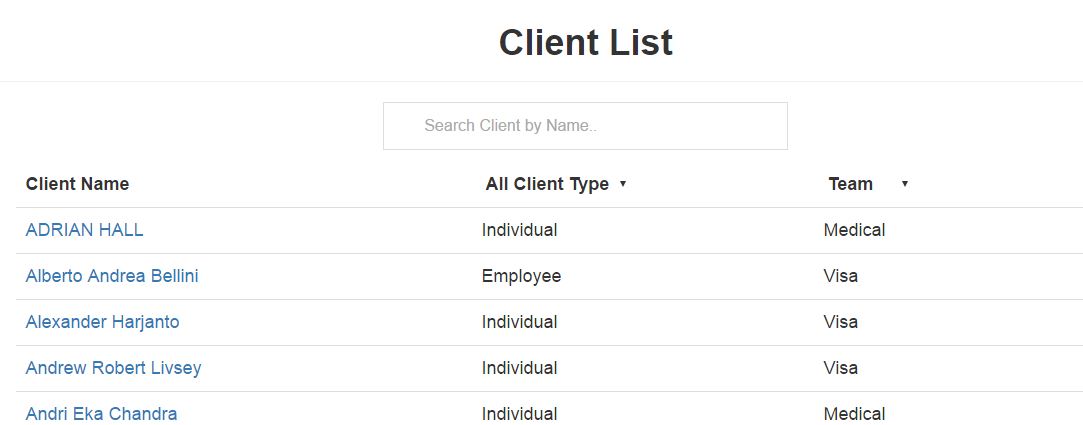 Client List
Search Client by Name..
Client Name All Client Type ▼ Team ▼
ADRIAN HALL Individual Medical
Alberto Andrea Bellini Employee Visa
Alexander Harjanto Individual Visa
Andrew Robert Livsey Individual Visa
Andri Eka Chandra Individual Medical